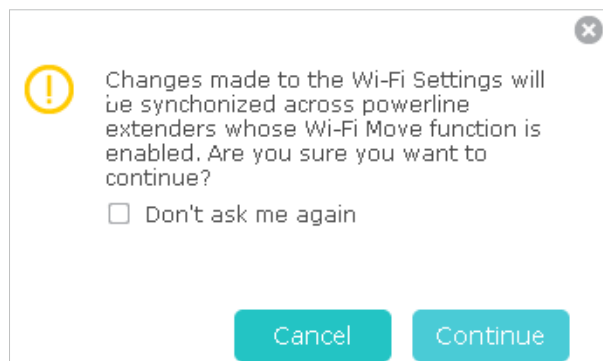 Changes made to the Wi-Fi Settings will
be synchonized across powerline
extenders whose Wi-Fi Move function is
enabled. Are you sure you want to
continue?
Don't ask me again
Cancel Continue